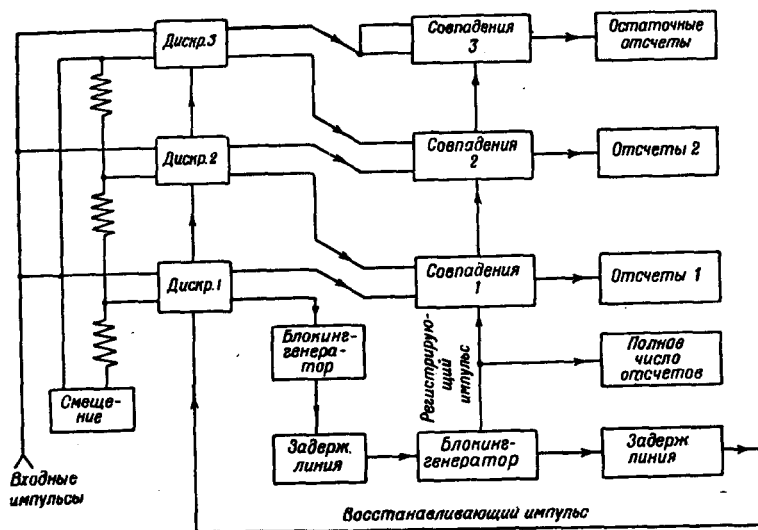 Дискр.3
Совпадения
3
Остаточные
отсчеты
Дискр.2
Совпадения
2
Отсчеты 2
Дискр.1
Совпадения
1
Отсчеты 1
Блокинг-
генера-
тор
Регистрирую-
щий
импульс
Полное
число
отсчетов
Смеще-
ние
Задерж.
линия
Блокинг-
генератор
Задерж
линия
Входные
импульсы
Восстанавливающий импульс